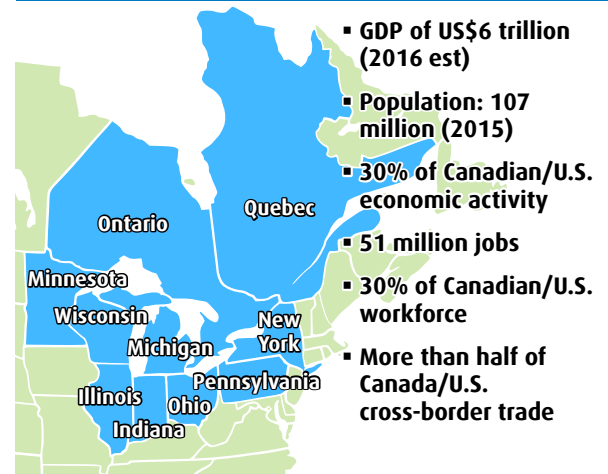 ▪ GDP of US$6 trillion
(2016 est)
▪ Population: 107
million (2015)
▪ 30% of Canadian/U.S.
economic activity
▪ 51 million jobs
▪ 30% of Canadian/U.S.
workforce
▪ More than half of
Canada/U.S.
cross-border trade
Quebec
Ontario
Minnesota
Wisconsin
Michigan
New
York
Pennsylvania
Illinois
Ohio
Indiana